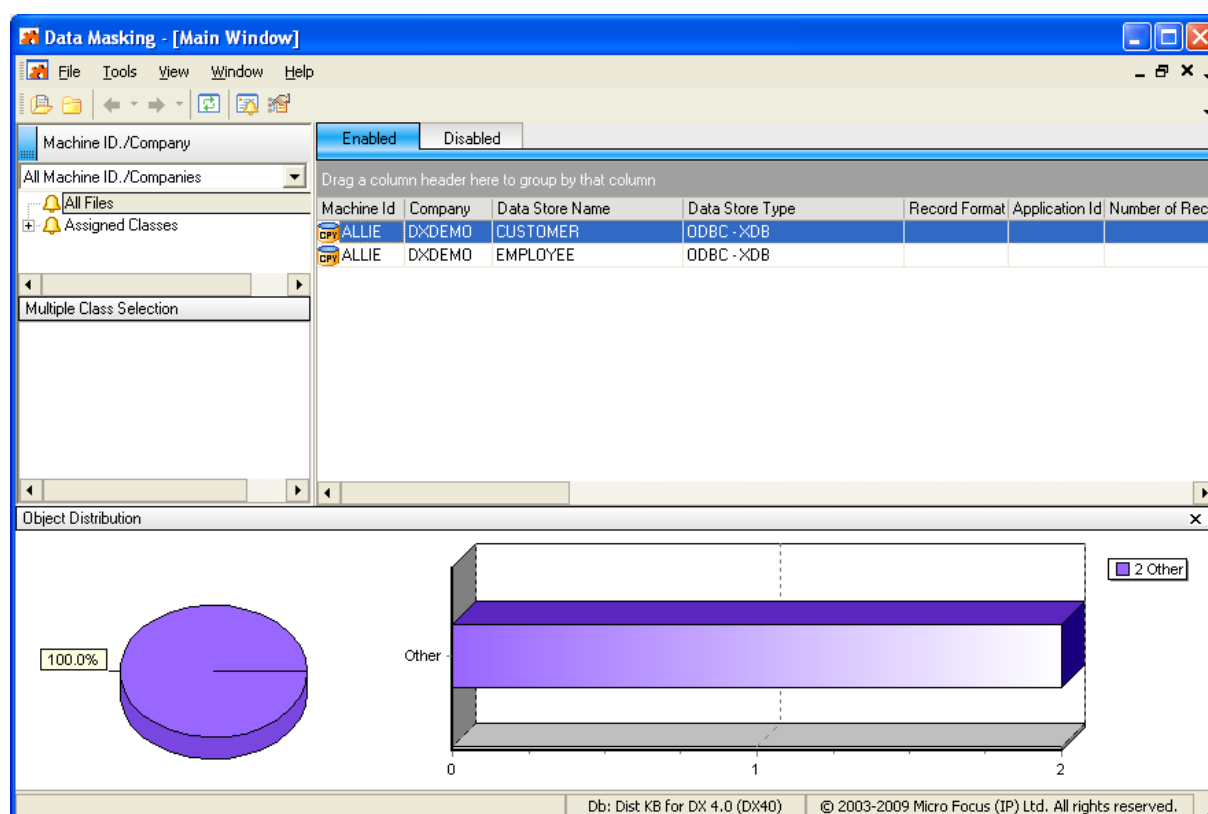 Data Masking - [Main Window]
File Tools View Window Help
Machine ID./Company
All Machine ID./Companies
All Files
Assigned Classes
Multiple Class Selection
Enabled Disabled
Drag a column header here to group by that column
Machine Id Company Data Store Name Data Store Type Record Format Application Id Number of Rec
CPY ALLIE DXDEMO CUSTOMER ODBC - XDB
CPY ALLIE DXDEMO EMPLOYEE ODBC - XDB
Object Distribution
100.0%
Other
0 1 2
2 Other
Db: Dist KB for DX 4.0 (DX40) © 2003-2009 Micro Focus (IP) Ltd. All rights reserved.